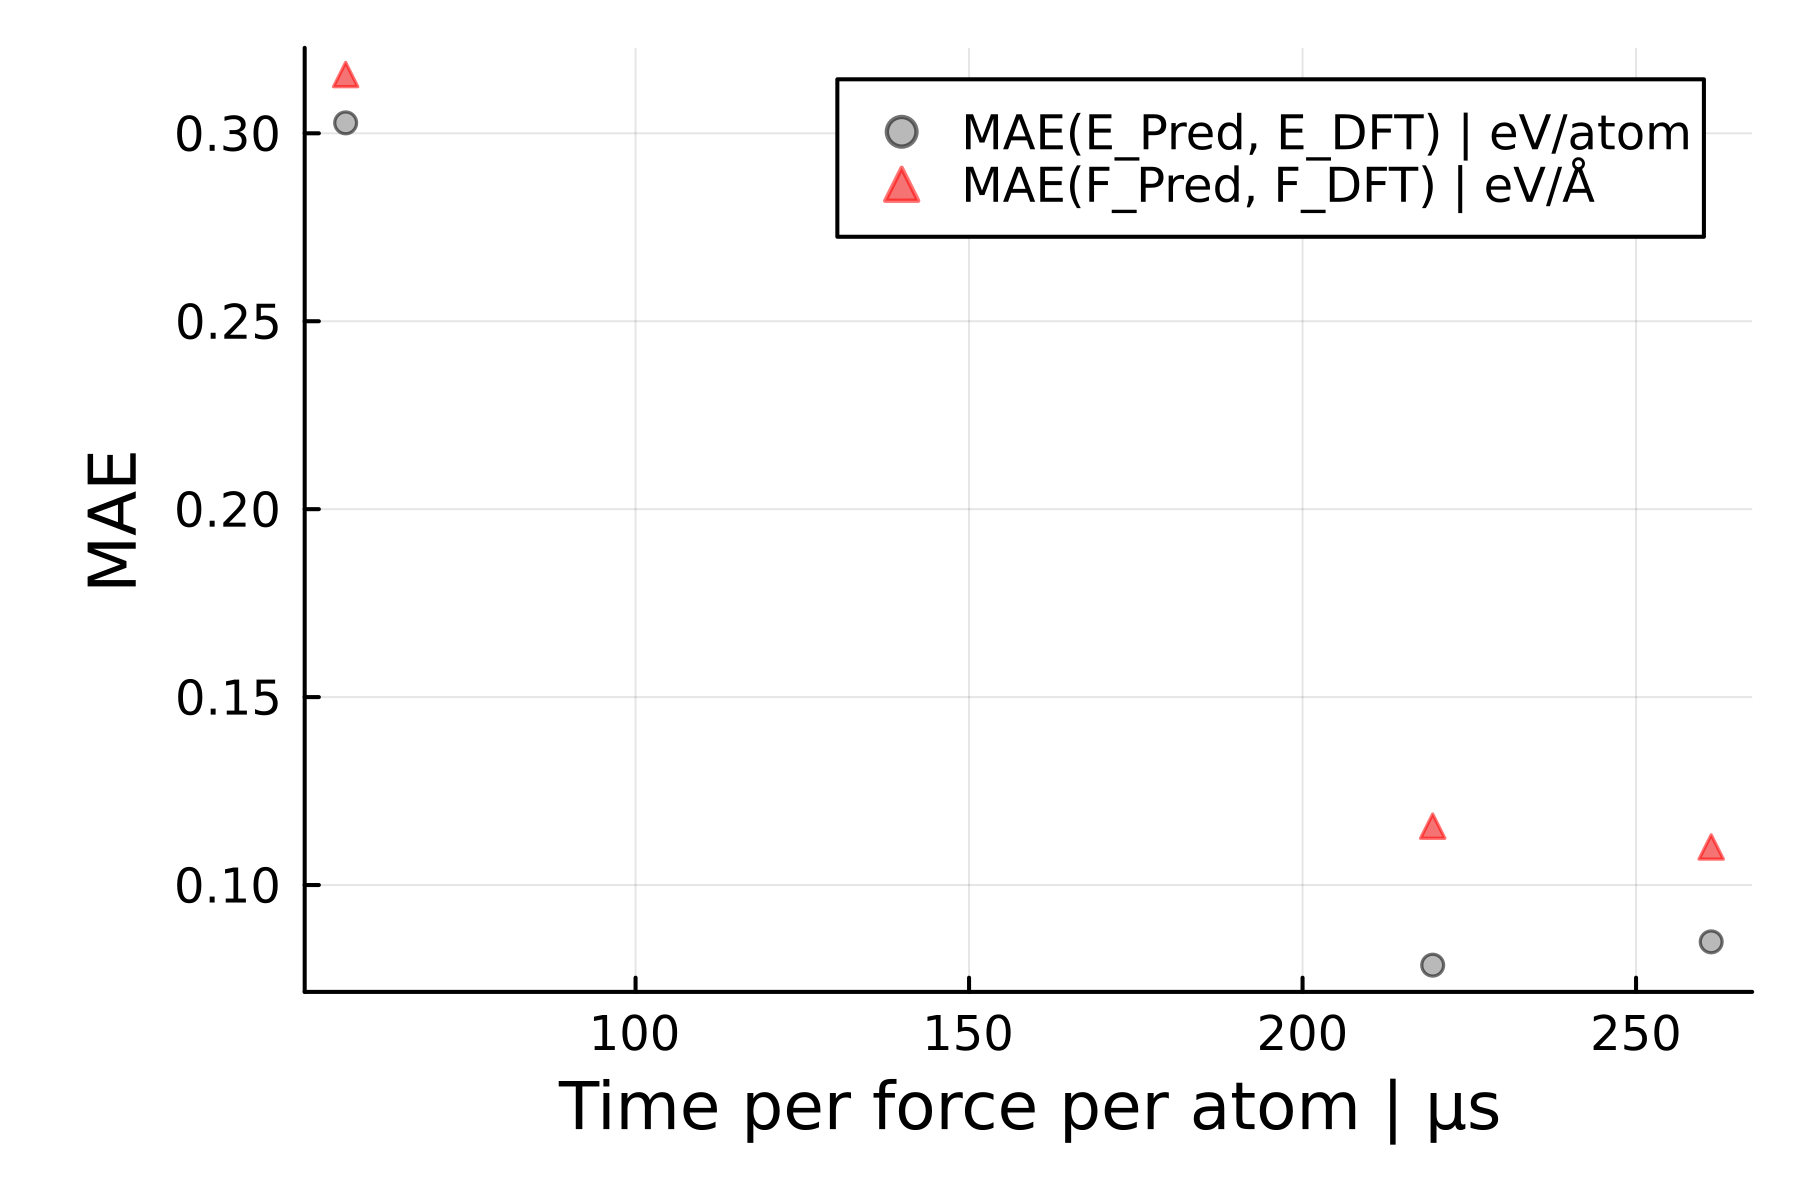 MAE(E_Pred, E_DFT) | eV/atom
MAE(F_Pred, F_DFT) | eV/Å
0.30
0.25
0.20
0.15
0.10
MAE
100
150
200
250
Time per force per atom | μs